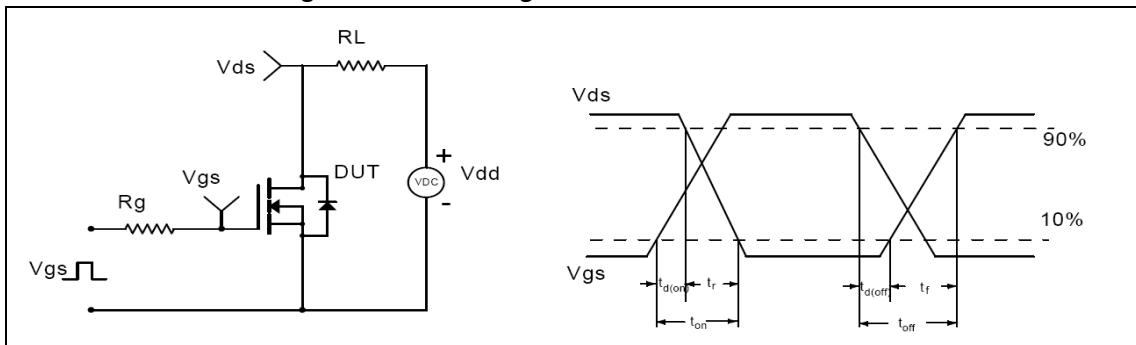 RL
Vds
Vgs
DUT
+
VDC
Vdd
-
Rg
Vgs
Vds
90%
10%
Vgs
td(on)
tr
td(off)
tf
ton
toff